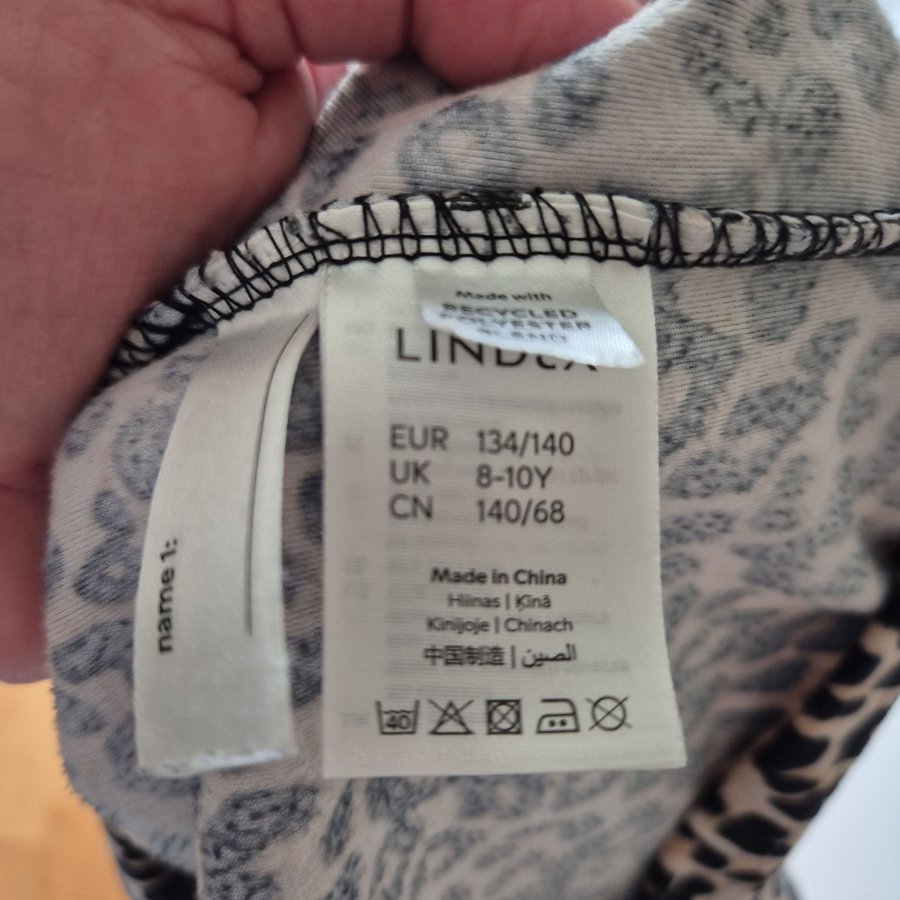 Made with
RECYCLED
POLYESTER
LINDEX
EUR 134/140
UK 8-10Y
CN 140/68
Made in China
Hiinas | Ķīnā
Kinijoje | Chinach
中国制造 | الصين
40
name 1: